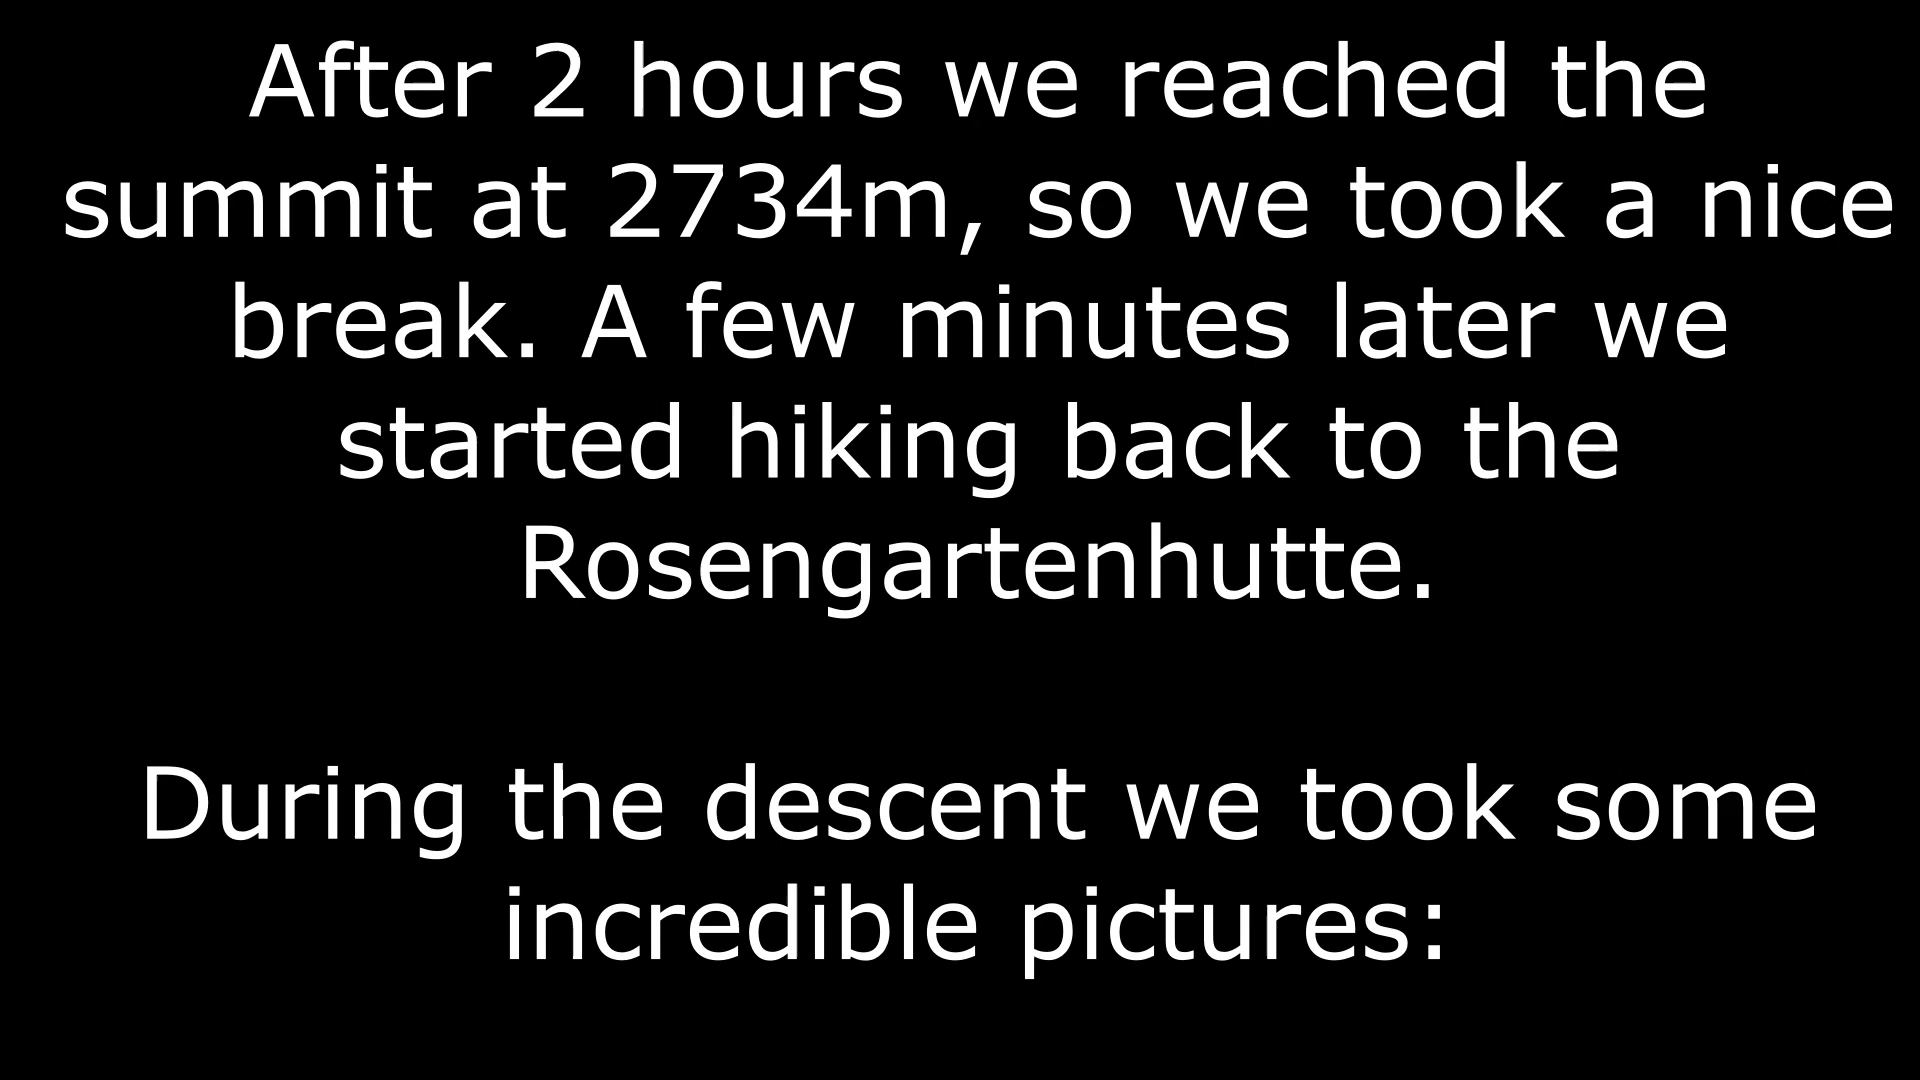 After 2 hours we reached the
summit at 2734m, so we took a nice
break. A few minutes later we
started hiking back to the
Rosengartenhutte.
During the descent we took some
incredible pictures: